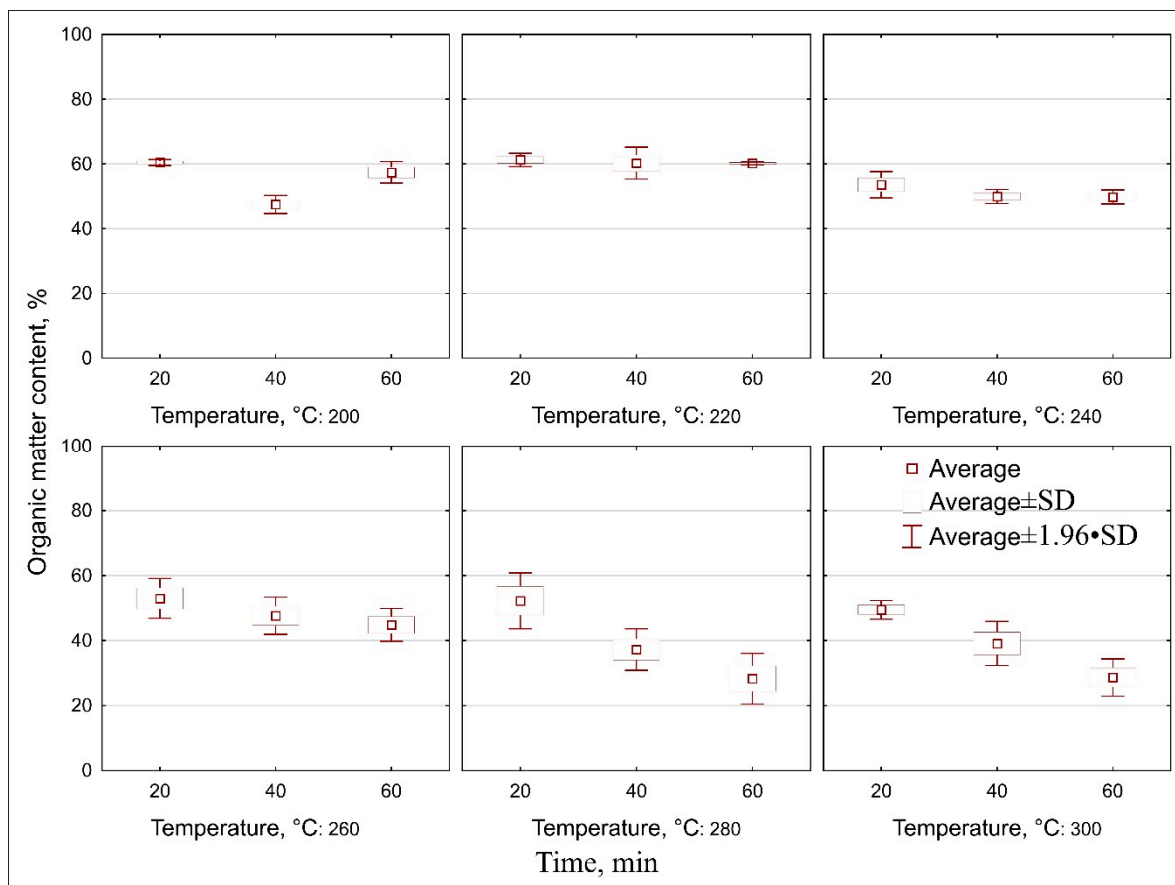 Organic matter content, %
100
80
60
40
20
0
20 40 60
Temperature, °C: 200
20 40 60
Temperature, °C: 220
20 40 60
Temperature, °C: 240
100
80
60
40
20
0
20 40 60
Temperature, °C: 260
20 40 60
Temperature, °C: 280
Average
Average±SD
Average±1.96•SD
20 40 60
Temperature, °C: 300
Time, min